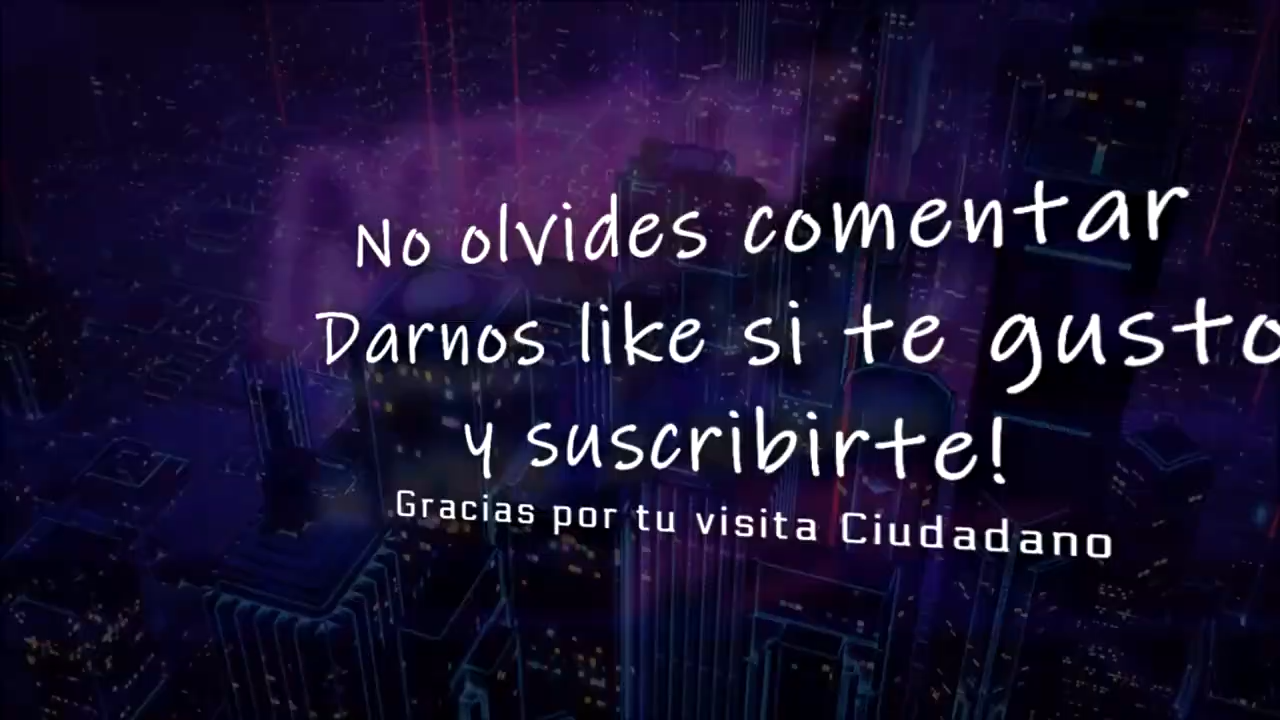 No olvides comentar
Darnos like si te gusto
y suscribirte!
Gracias por tu visita Ciudadano